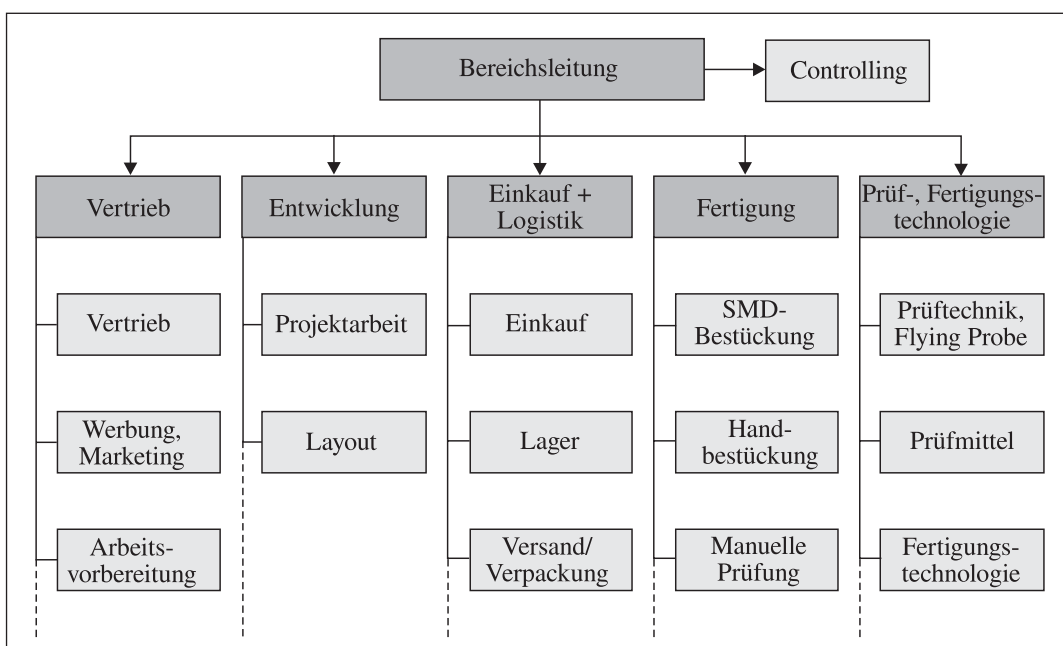 Bereichsleitung
Controlling
Vertrieb
Entwicklung
Einkauf +
Logistik
Fertigung
Prüf-, Fertigungs-
technologie
Vertrieb
Projektarbeit
Einkauf
SMD-
Bestückung
Prüftechnik,
Flying Probe
Werbung,
Marketing
Layout
Lager
Hand-
bestückung
Prüfmittel
Arbeits-
vorbereitung
Versand/
Verpackung
Manuelle
Prüfung
Fertigungs-
technologie